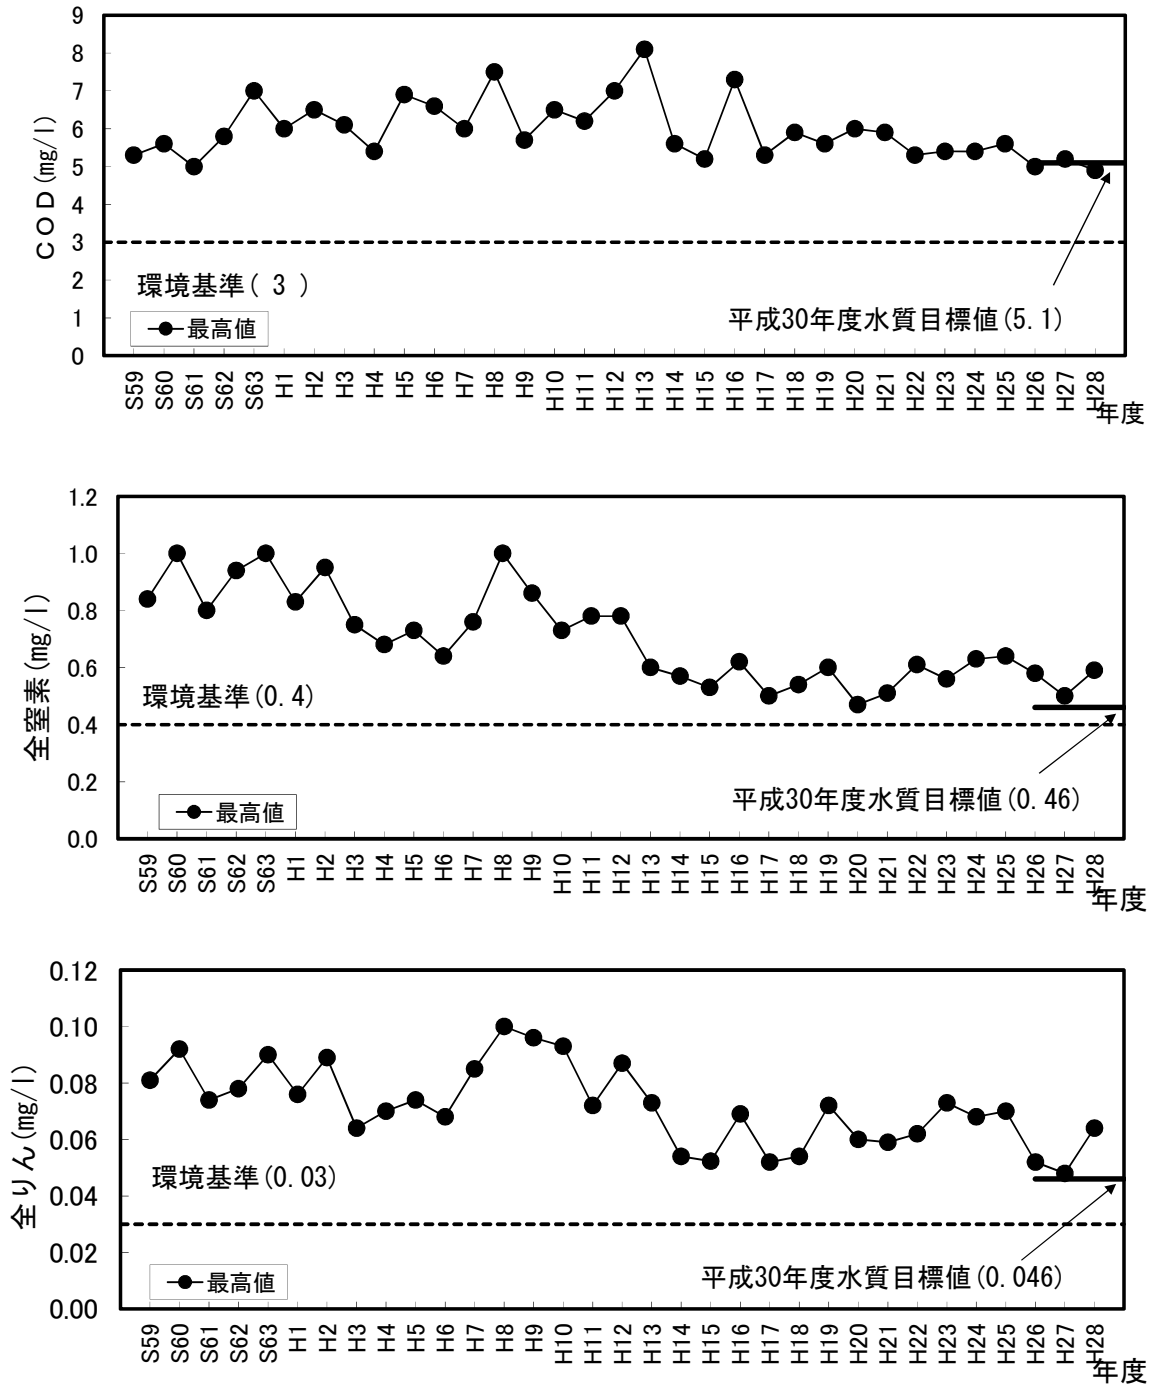 9
8
7
6
5
4
3
2
1
0
COD(㎎/l)
環境基準( 3 )
最高値
平成30年度水質目標値(5.1)
S59 S60 S61 S62 S63 H1 H2 H3 H4 H5 H6 H7 H8 H9 H10 H11 H12 H13 H14 H15 H16 H17 H18 H19 H20 H21 H22 H23 H24 H25 H26 H27 H28
年度
1.2
1.0
0.8
0.6
0.4
0.2
0.0
全窒素(㎎/l)
環境基準(0.4)
最高値
平成30年度水質目標値(0.46)
S59 S60 S61 S62 S63 H1 H2 H3 H4 H5 H6 H7 H8 H9 H10 H11 H12 H13 H14 H15 H16 H17 H18 H19 H20 H21 H22 H23 H24 H25 H26 H27 H28
年度
0.12
0.10
0.08
0.06
0.04
0.02
0.00
全りん(㎎/l)
環境基準(0.03)
最高値
平成30年度水質目標値(0.046)
S59 S60 S61 S62 S63 H1 H2 H3 H4 H5 H6 H7 H8 H9 H10 H11 H12 H13 H14 H15 H16 H17 H18 H19 H20 H21 H22 H23 H24 H25 H26 H27 H28
年度